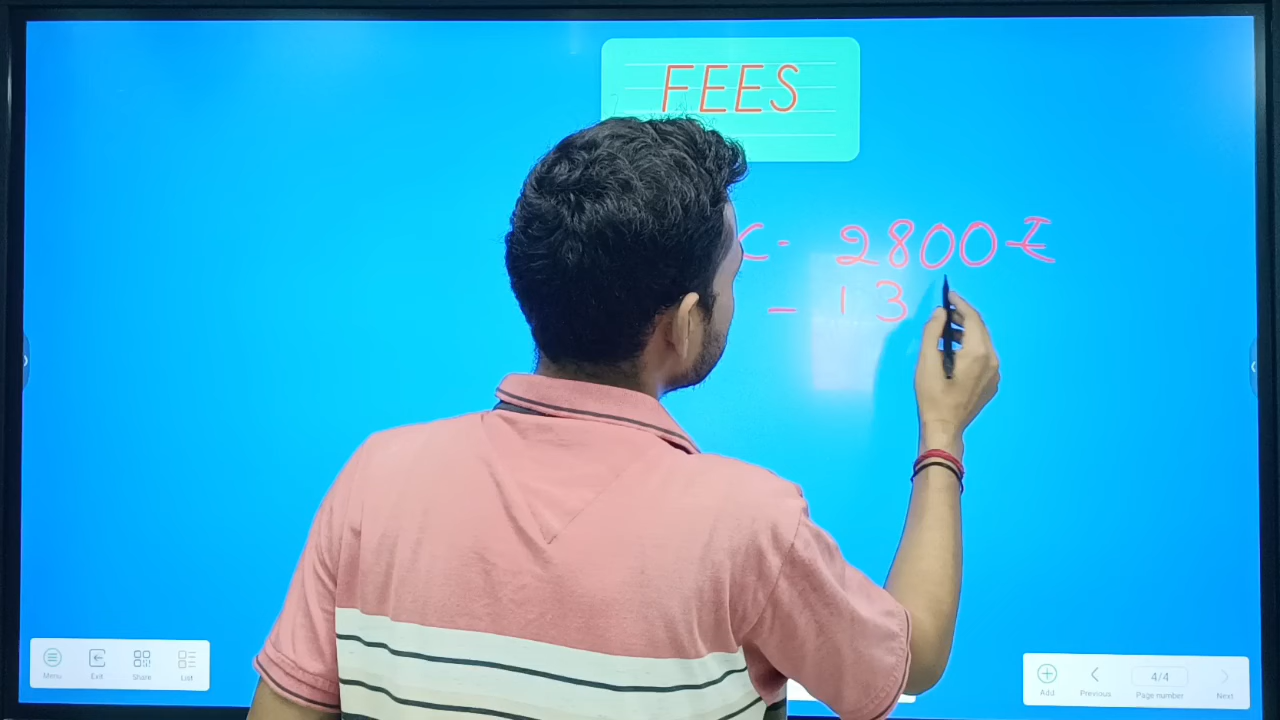 FEES
C - 2800 €
- 13
Menu Exit Share List
Add Previous 4/4 Page number Next